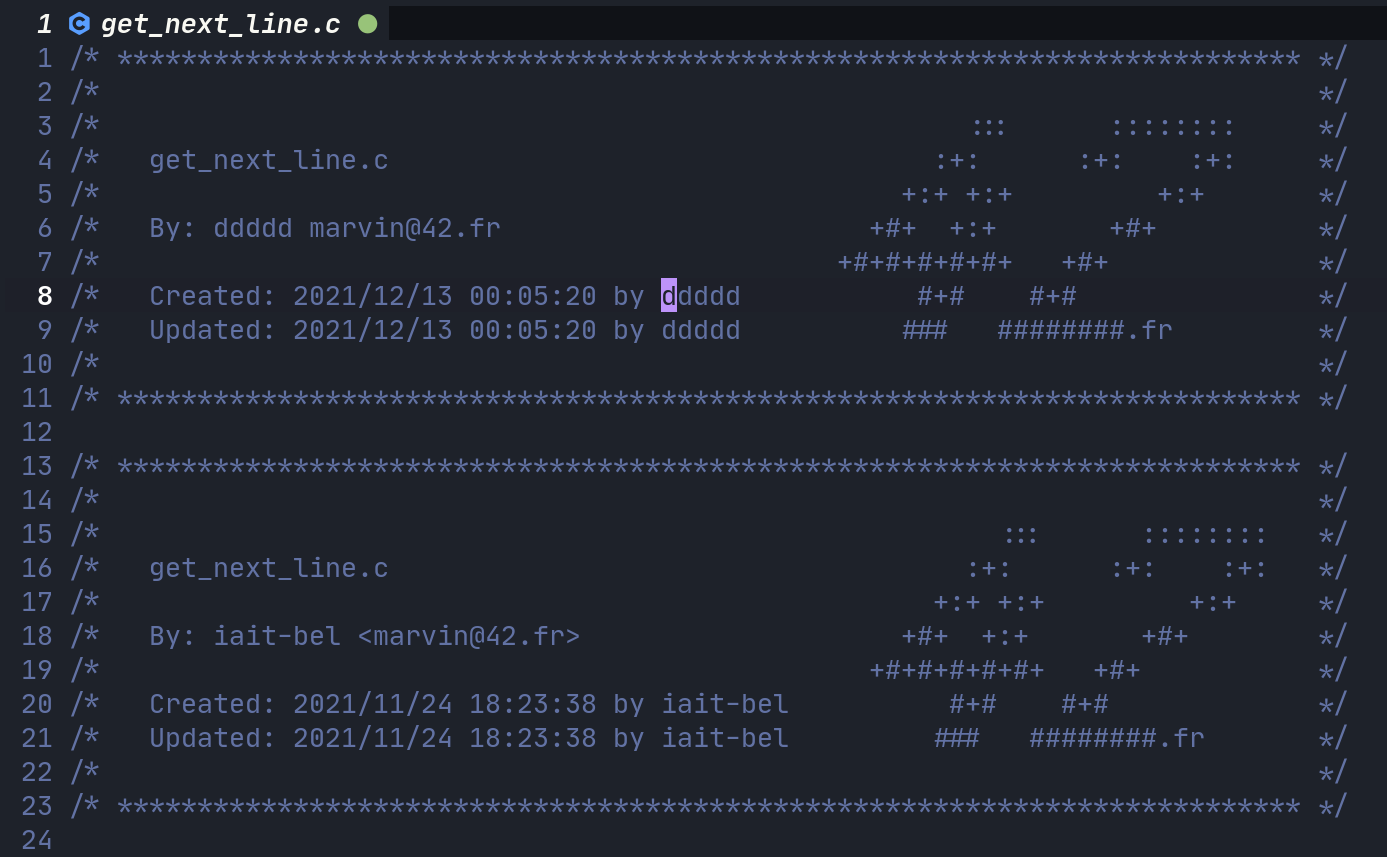 1 get_next_line.c
1 /* ************************************************************************** */
2 /*                                                                            */
3 /*                                                      :::      ::::::::     */
4 /*   get_next_line.c                                  :+:      :+:    :+:     */
5 /*                                                  +:+ +:+         +:+       */
6 /*   By: ddddd marvin@42.fr                       +#+  +:+       +#+          */
7 /*                                              +#+#+#+#+#+   +#+             */
8 /*   Created: 2021/12/13 00:05:20 by ddddd           #+#    #+#               */
9 /*   Updated: 2021/12/13 00:05:20 by ddddd          ###   ########.fr         */
10 /*                                                                            */
11 /* ************************************************************************** */
12
13 /* ************************************************************************** */
14 /*                                                                            */
15 /*                                                        :::      ::::::::   */
16 /*   get_next_line.c                                    :+:      :+:    :+:   */
17 /*                                                    +:+ +:+         +:+     */
18 /*   By: iait-bel <marvin@42.fr>                    +#+  +:+       +#+        */
19 /*                                                +#+#+#+#+#+   +#+           */
20 /*   Created: 2021/11/24 18:23:38 by iait-bel          #+#    #+#             */
21 /*   Updated: 2021/11/24 18:23:38 by iait-bel         ###   ########.fr       */
22 /*                                                                            */
23 /* ************************************************************************** */
24